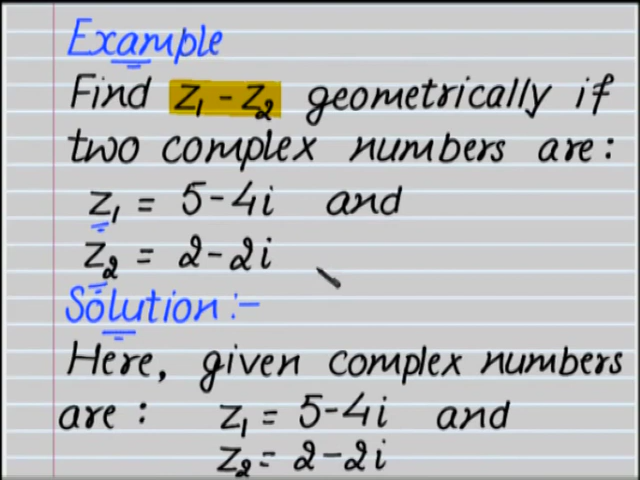 Example
Find z₁ - z₂ geometrically if
two complex numbers are:
z₁ = 5-4i and
z₂ = 2-2i
Solution:-
Here, given complex numbers
are: z₁ = 5-4i and
z₂ = 2-2i